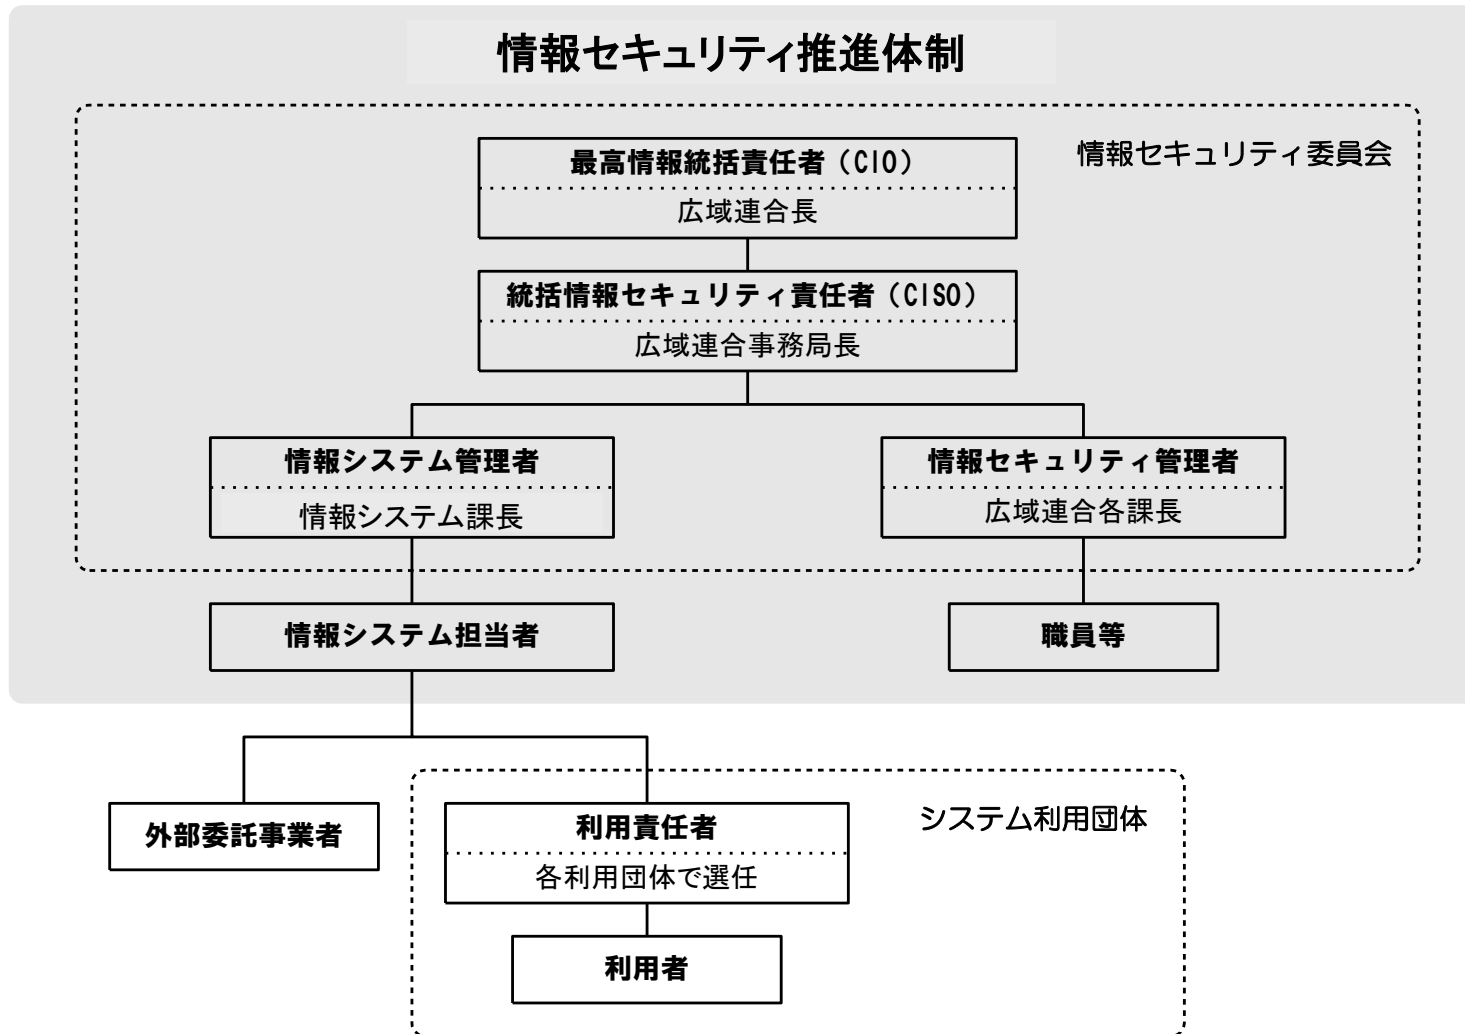 情報セキュリティ推進体制
情報セキュリティ委員会
最高情報統括責任者（CIO）
広域連合長
統括情報セキュリティ責任者（CISO）
広域連合事務局長
情報システム管理者
情報システム課長
情報セキュリティ管理者
広域連合各課長
情報システム担当者
職員等
外部委託事業者
システム利用団体
利用責任者
各利用団体で選任
利用者